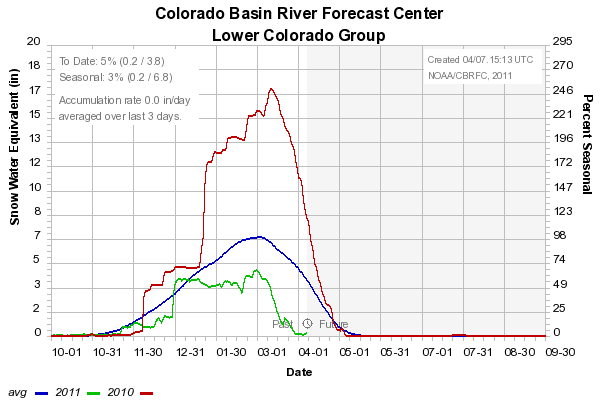 Colorado Basin River Forecast Center
Lower Colorado Group
To Date: 5% (0.2 / 3.8)
Seasonal: 3% (0.2 / 6.8)
Accumulation rate 0.0 in/day
averaged over last 3 days.
Created 04/07.15:13 UTC
NOAA/CBRFC, 2011
Snow Water Equivalent (in)
20
18
17
15
13
12
10
8
7
5
3
2
0
295
270
246
221
196
172
147
123
98
74
49
25
0
Percent Seasonal
Past
Future
10-01 10-31 11-30 12-31 01-30 03-01 04-01 05-01 05-31 07-01 07-31 08-30 09-30
Date
avg 2011 2010